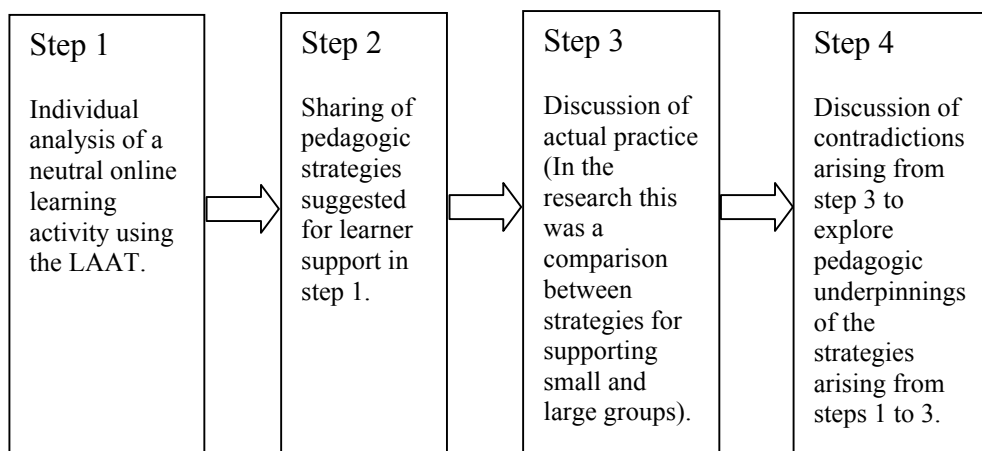 Step 1
Individual
analysis of a
neutral online
learning
activity using
the LAAT.
Step 2
Sharing of
pedagogic
strategies
suggested for
learner
support in
step 1.
Step 3
Discussion of
actual practice
(In the
research this
was a
comparison
between
strategies for
supporting
small and
large groups).
Step 4
Discussion of
contradictions
arising from
step 3 to
explore
pedagogic
underpinnings
of the
strategies
arising from
steps 1 to 3.